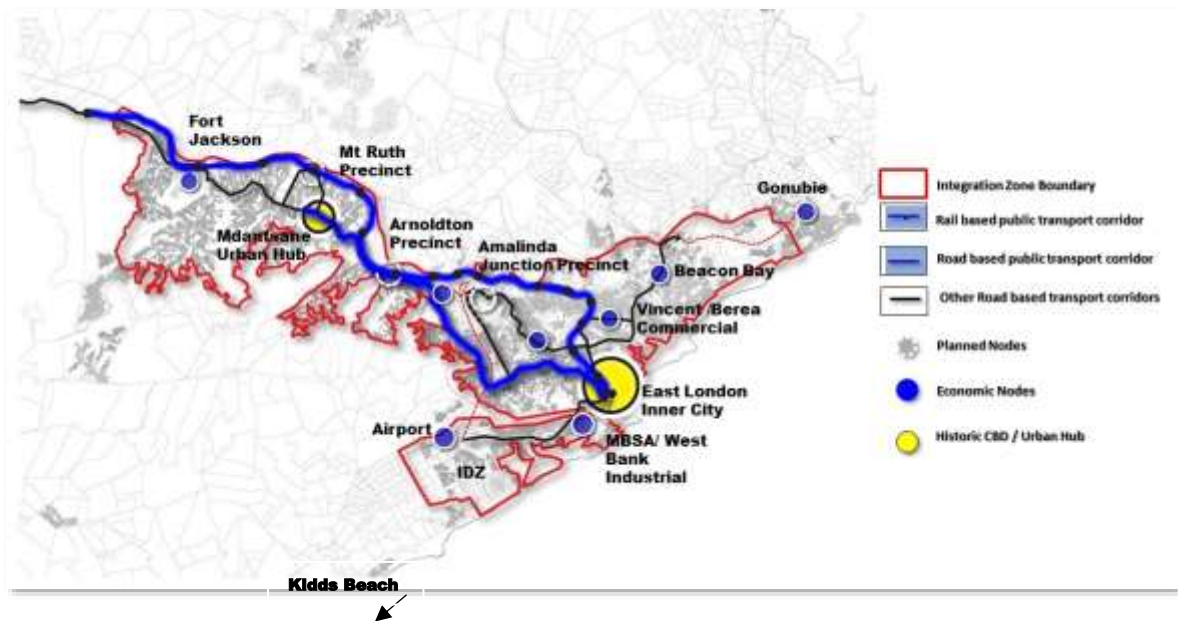 Fort
Jackson
Mt Ruth
Precinct
Gonubie
Mdantsane
Urban Hub
Arnoldton
Precinct
Amalinda
Junction Precinct
Beacon Bay
Vincent /Berea
Commercial
East London
Inner City
Airport
IDZ
MBSA/ West
Bank
Industrial
Kidds Beach
Integration Zone Boundary
Rail based public transport corridor
Road based public transport corridor
Other Road based transport corridors
Planned Nodes
Economic Nodes
Historic CBD / Urban Hub